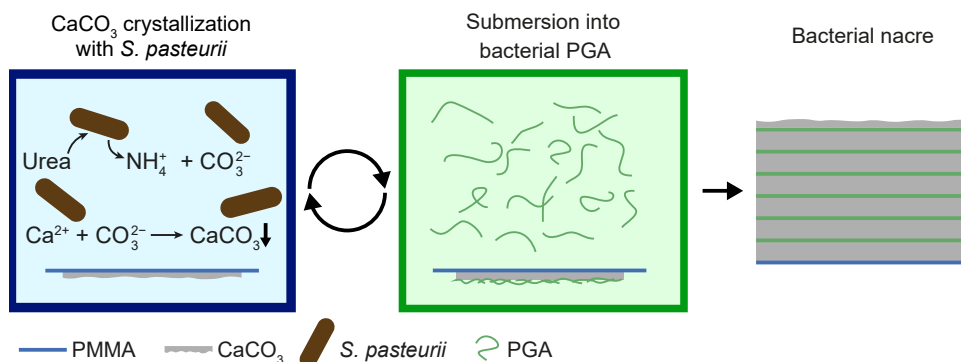 CaCO₃ crystallization
with S. pasteurii
Submersion into
bacterial PGA
Bacterial nacre
Urea
NH₄⁺ + CO₃²⁻
Ca²⁺ + CO₃²⁻ ⟶ CaCO₃⬇
PMMA
CaCO₃
S. pasteurii
PGA